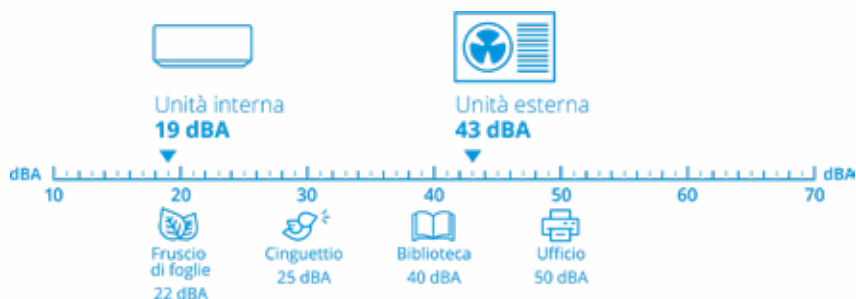 Unità interna
19 dBA
Unità esterna
43 dBA
dBA
dBA
10
20
30
40
50
60
70
Fruscio
di foglie
22 dBA
Cinguettio
25 dBA
Biblioteca
40 dBA
Ufficio
50 dBA